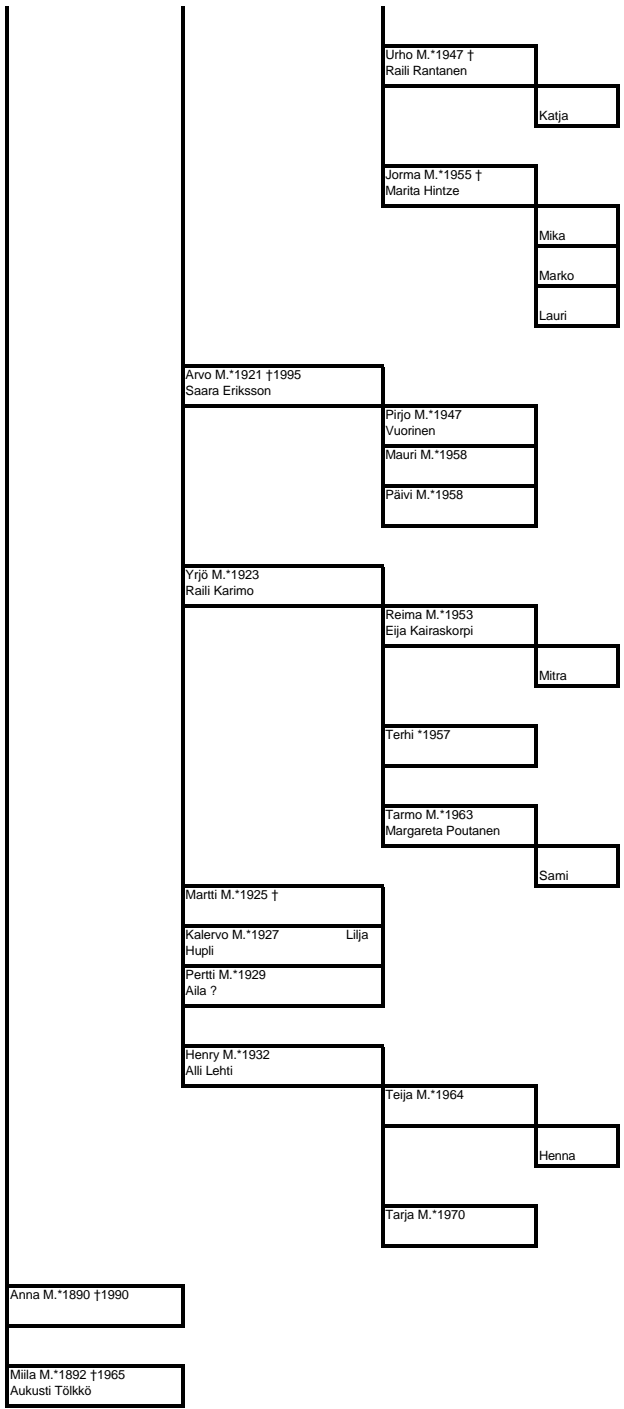 Urho M.*1947 †
Raili Rantanen
Katja
Jorma M.*1955 †
Marita Hintze
Mika
Marko
Lauri
Arvo M.*1921 †1995
Saara Eriksson
Pirjo M.*1947
Vuorinen
Mauri M.*1958
Päivi M.*1958
Yrjö M.*1923
Raili Karimo
Reima M.*1953
Eija Kairaskorpi
Mitra
Terhi *1957
Tarmo M.*1963
Margareta Poutanen
Sami
Martti M.*1925 †
Kalervo M.*1927 Lilja
Hupli
Pertti M.*1929
Aila ?
Henry M.*1932
Alli Lehti
Teija M.*1964
Henna
Tarja M.*1970
Anna M.*1890 †1990
Miila M.*1892 †1965
Aukusti Tölkkö